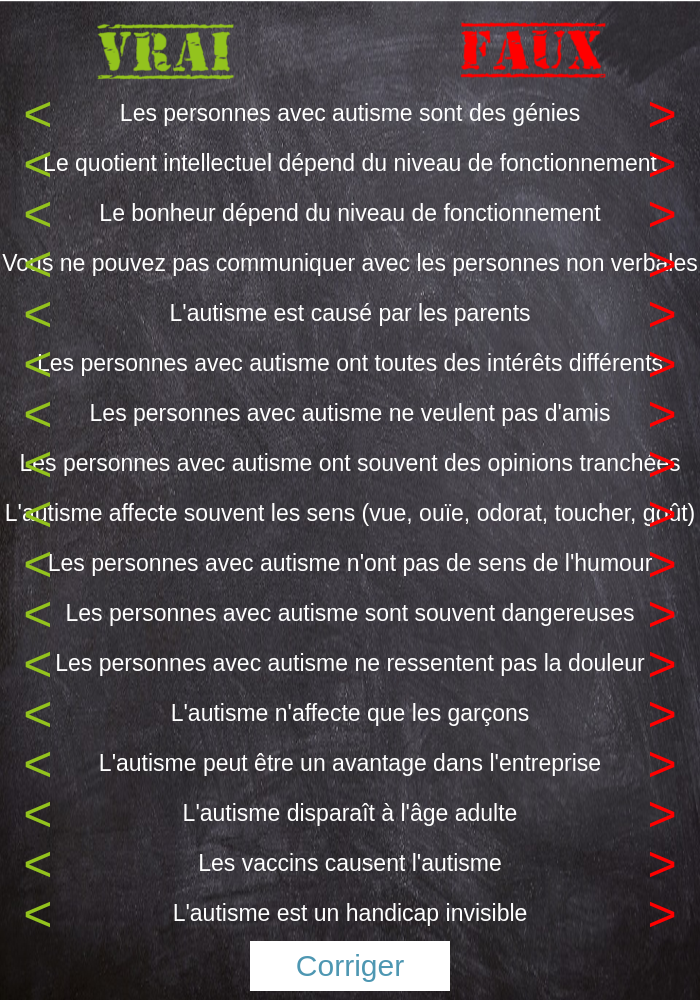 VRAI FAUX
< Les personnes avec autisme sont des génies >
< Le quotient intellectuel dépend du niveau de fonctionnement >
< Le bonheur dépend du niveau de fonctionnement >
< Vous ne pouvez pas communiquer avec les personnes non verbales >
< L'autisme est causé par les parents >
< Les personnes avec autisme ont toutes des intérêts différents >
< Les personnes avec autisme ne veulent pas d'amis >
< Les personnes avec autisme ont souvent des opinions tranchées >
< L'autisme affecte souvent les sens (vue, ouïe, odorat, toucher, goût) >
< Les personnes avec autisme n'ont pas de sens de l'humour >
< Les personnes avec autisme sont souvent dangereuses >
< Les personnes avec autisme ne ressentent pas la douleur >
< L'autisme n'affecte que les garçons >
< L'autisme peut être un avantage dans l'entreprise >
< L'autisme disparaît à l'âge adulte >
< Les vaccins causent l'autisme >
< L'autisme est un handicap invisible >
Corriger